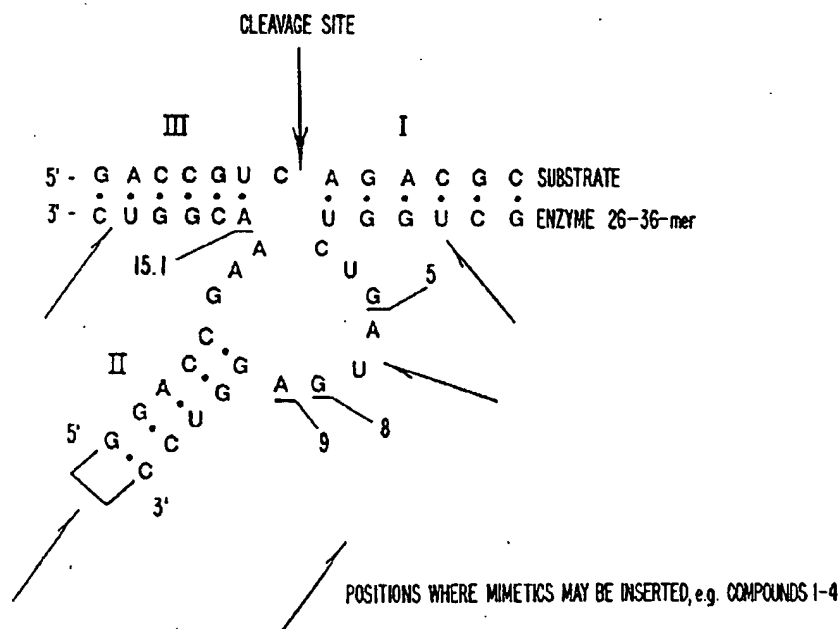 CLEAVAGE SITE
III I
5' - G A C C G U C A G A C G C SUBSTRATE
3' - C U G G C A U G G U C G ENZYME 26-36-mer
15.1
A
A
G
C
C
A
G
G
5'
II
C
U
G
A
U
G
A
G
G
U
C
C
3'
5
8
9
POSITIONS WHERE MIMETICS MAY BE INSERTED, e.g. COMPOUNDS 1-4